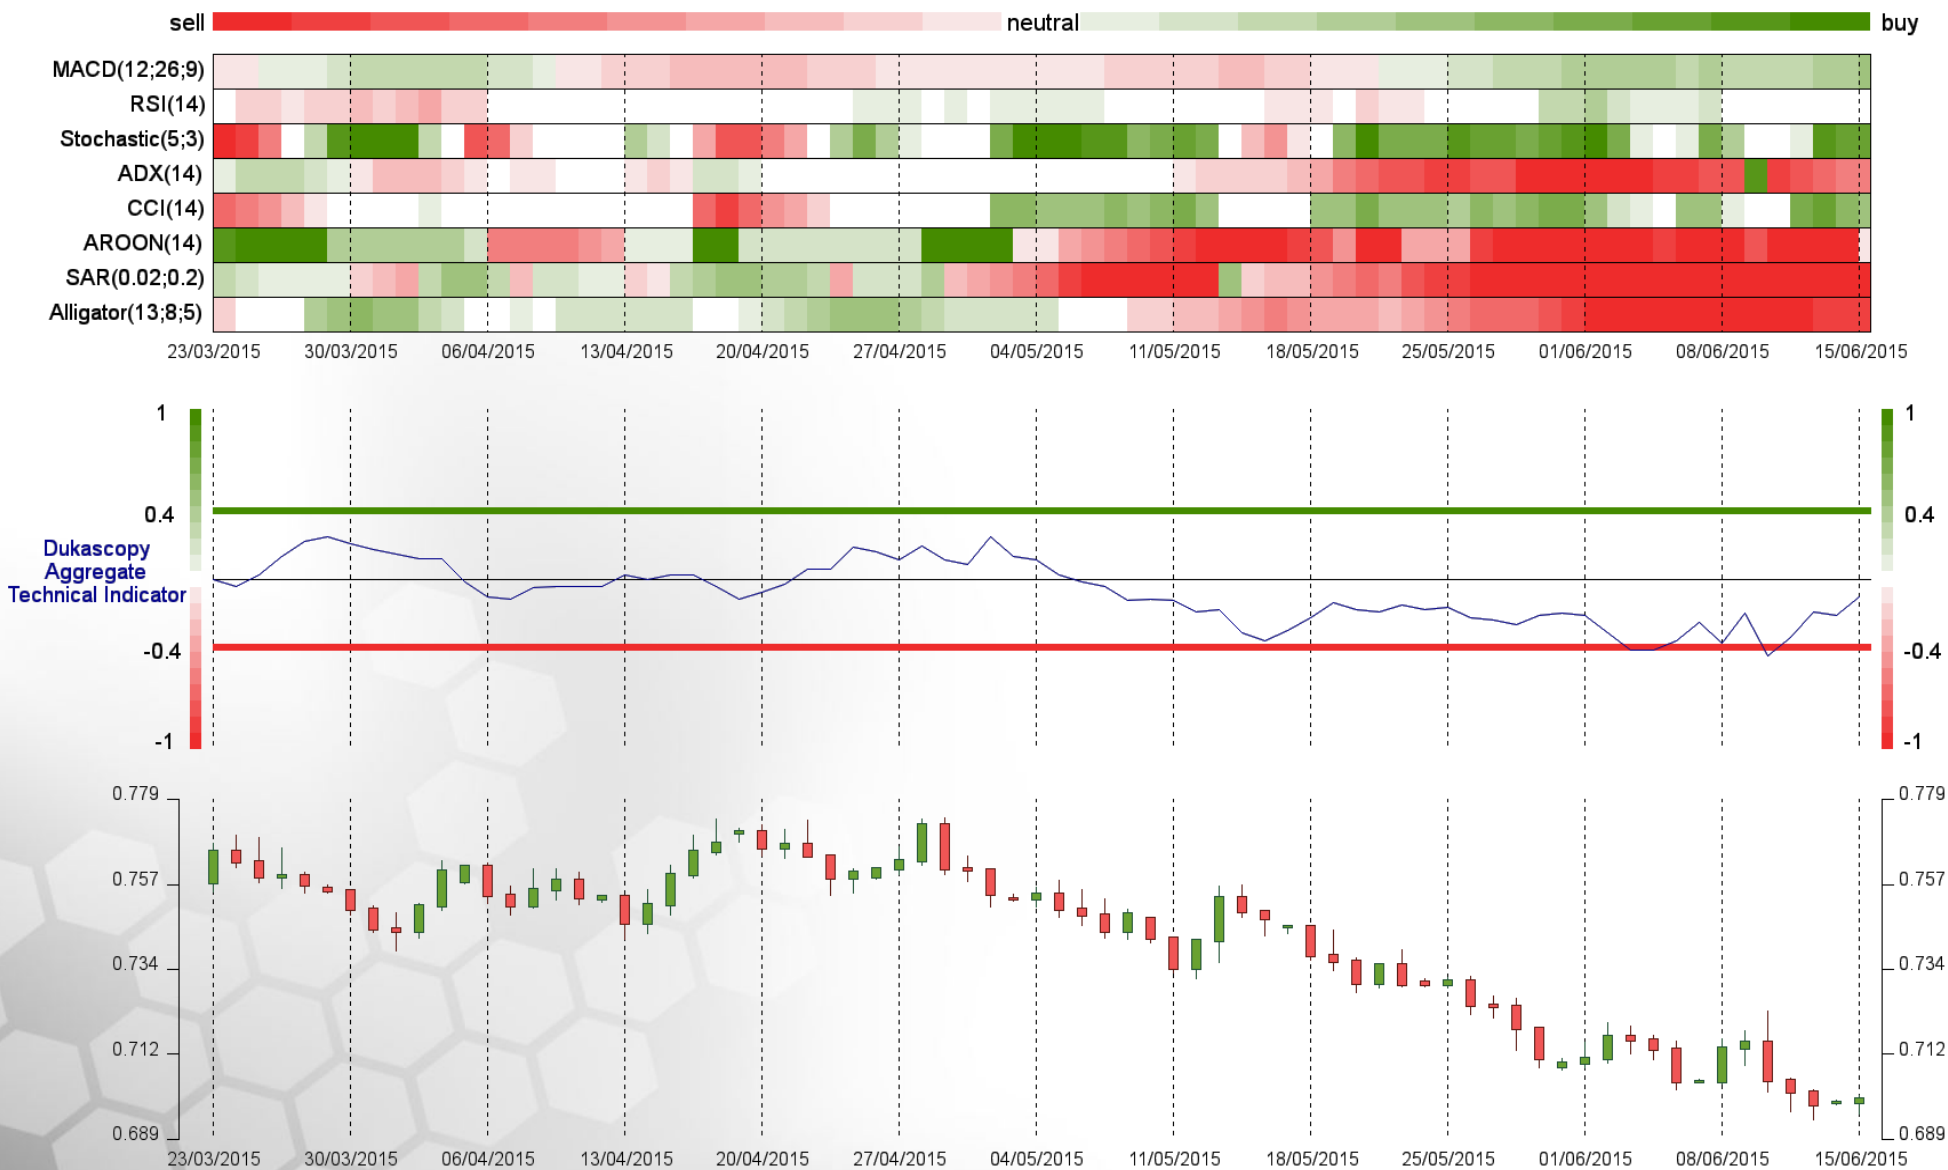 sell neutral buy
MACD(12;26;9)
RSI(14)
Stochastic(5;3)
ADX(14)
CCI(14)
AROON(14)
SAR(0.02;0.2)
Alligator(13;8;5)
23/03/2015 30/03/2015 06/04/2015 13/04/2015 20/04/2015 27/04/2015 04/05/2015 11/05/2015 18/05/2015 25/05/2015 01/06/2015 08/06/2015 15/06/2015
1 1
0.4 0.4
Dukascopy
Aggregate
Technical Indicator
-0.4 -0.4
-1 -1
0.779 0.779
0.757 0.757
0.734 0.734
0.712 0.712
0.689 0.689
23/03/2015 30/03/2015 06/04/2015 13/04/2015 20/04/2015 27/04/2015 04/05/2015 11/05/2015 18/05/2015 25/05/2015 01/06/2015 08/06/2015 15/06/2015